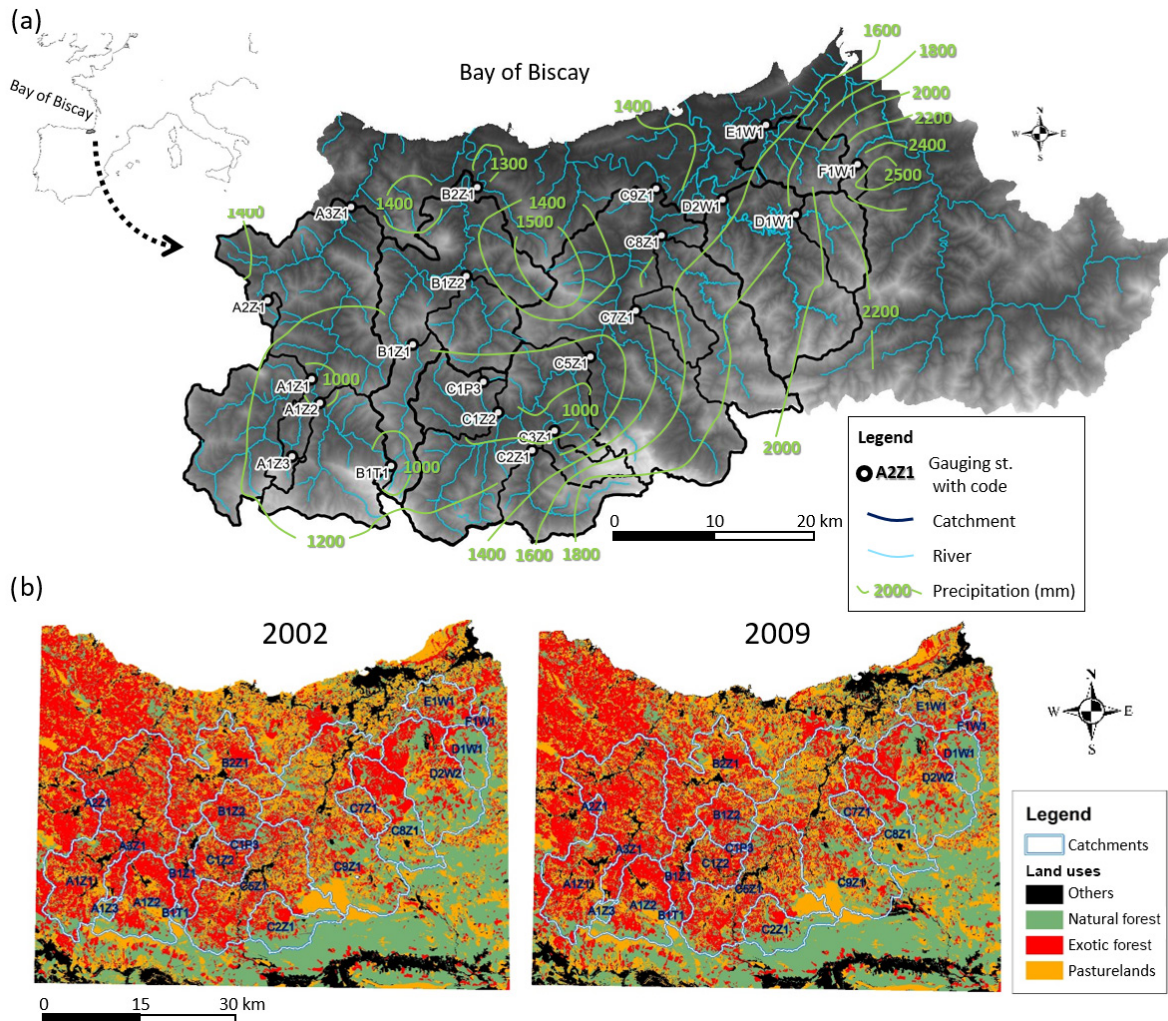 (a)
Bay of Biscay
Bay of Biscay
1600
1800
2000
2200
2400
2500
1400
1300
1400
1400
1500
1400
E1W1
F1W1
B2Z1
C9Z1
D2W1
D1W1
A3Z1
C8Z1
B1Z2
A2Z1
C7Z1
2200
B1Z1
C5Z1
A1Z1
1000
C1P3
A1Z2
C1Z2
1000
C3Z1
C2Z1
A1Z3
B1T1
1000
2000
1200
1400
1600
1800
0 10 20 km
N
W E
S
Legend
A2Z1 Gauging st.
with code
Catchment
River
2000 Precipitation (mm)
(b)
2002
E1W1
F1W1
D1W1
D2W2
B2Z1
A2Z1
B1Z2
C7Z1
C8Z1
A3Z1
C1P3
C1Z2
B1Z1
C9Z1
C5Z1
A1Z1
A1Z3
A1Z2
B1T1
C2Z1
0 15 30 km
2009
E1W1
F1W1
D1W1
D2W2
B2Z1
A2Z1
B1Z2
C7Z1
C8Z1
A3Z1
C1P3
C1Z2
B1Z1
C9Z1
C5Z1
A1Z1
A1Z3
A1Z2
B1T1
C2Z1
N
W E
S
Legend
Catchments
Land uses
Others
Natural forest
Exotic forest
Pasturelands